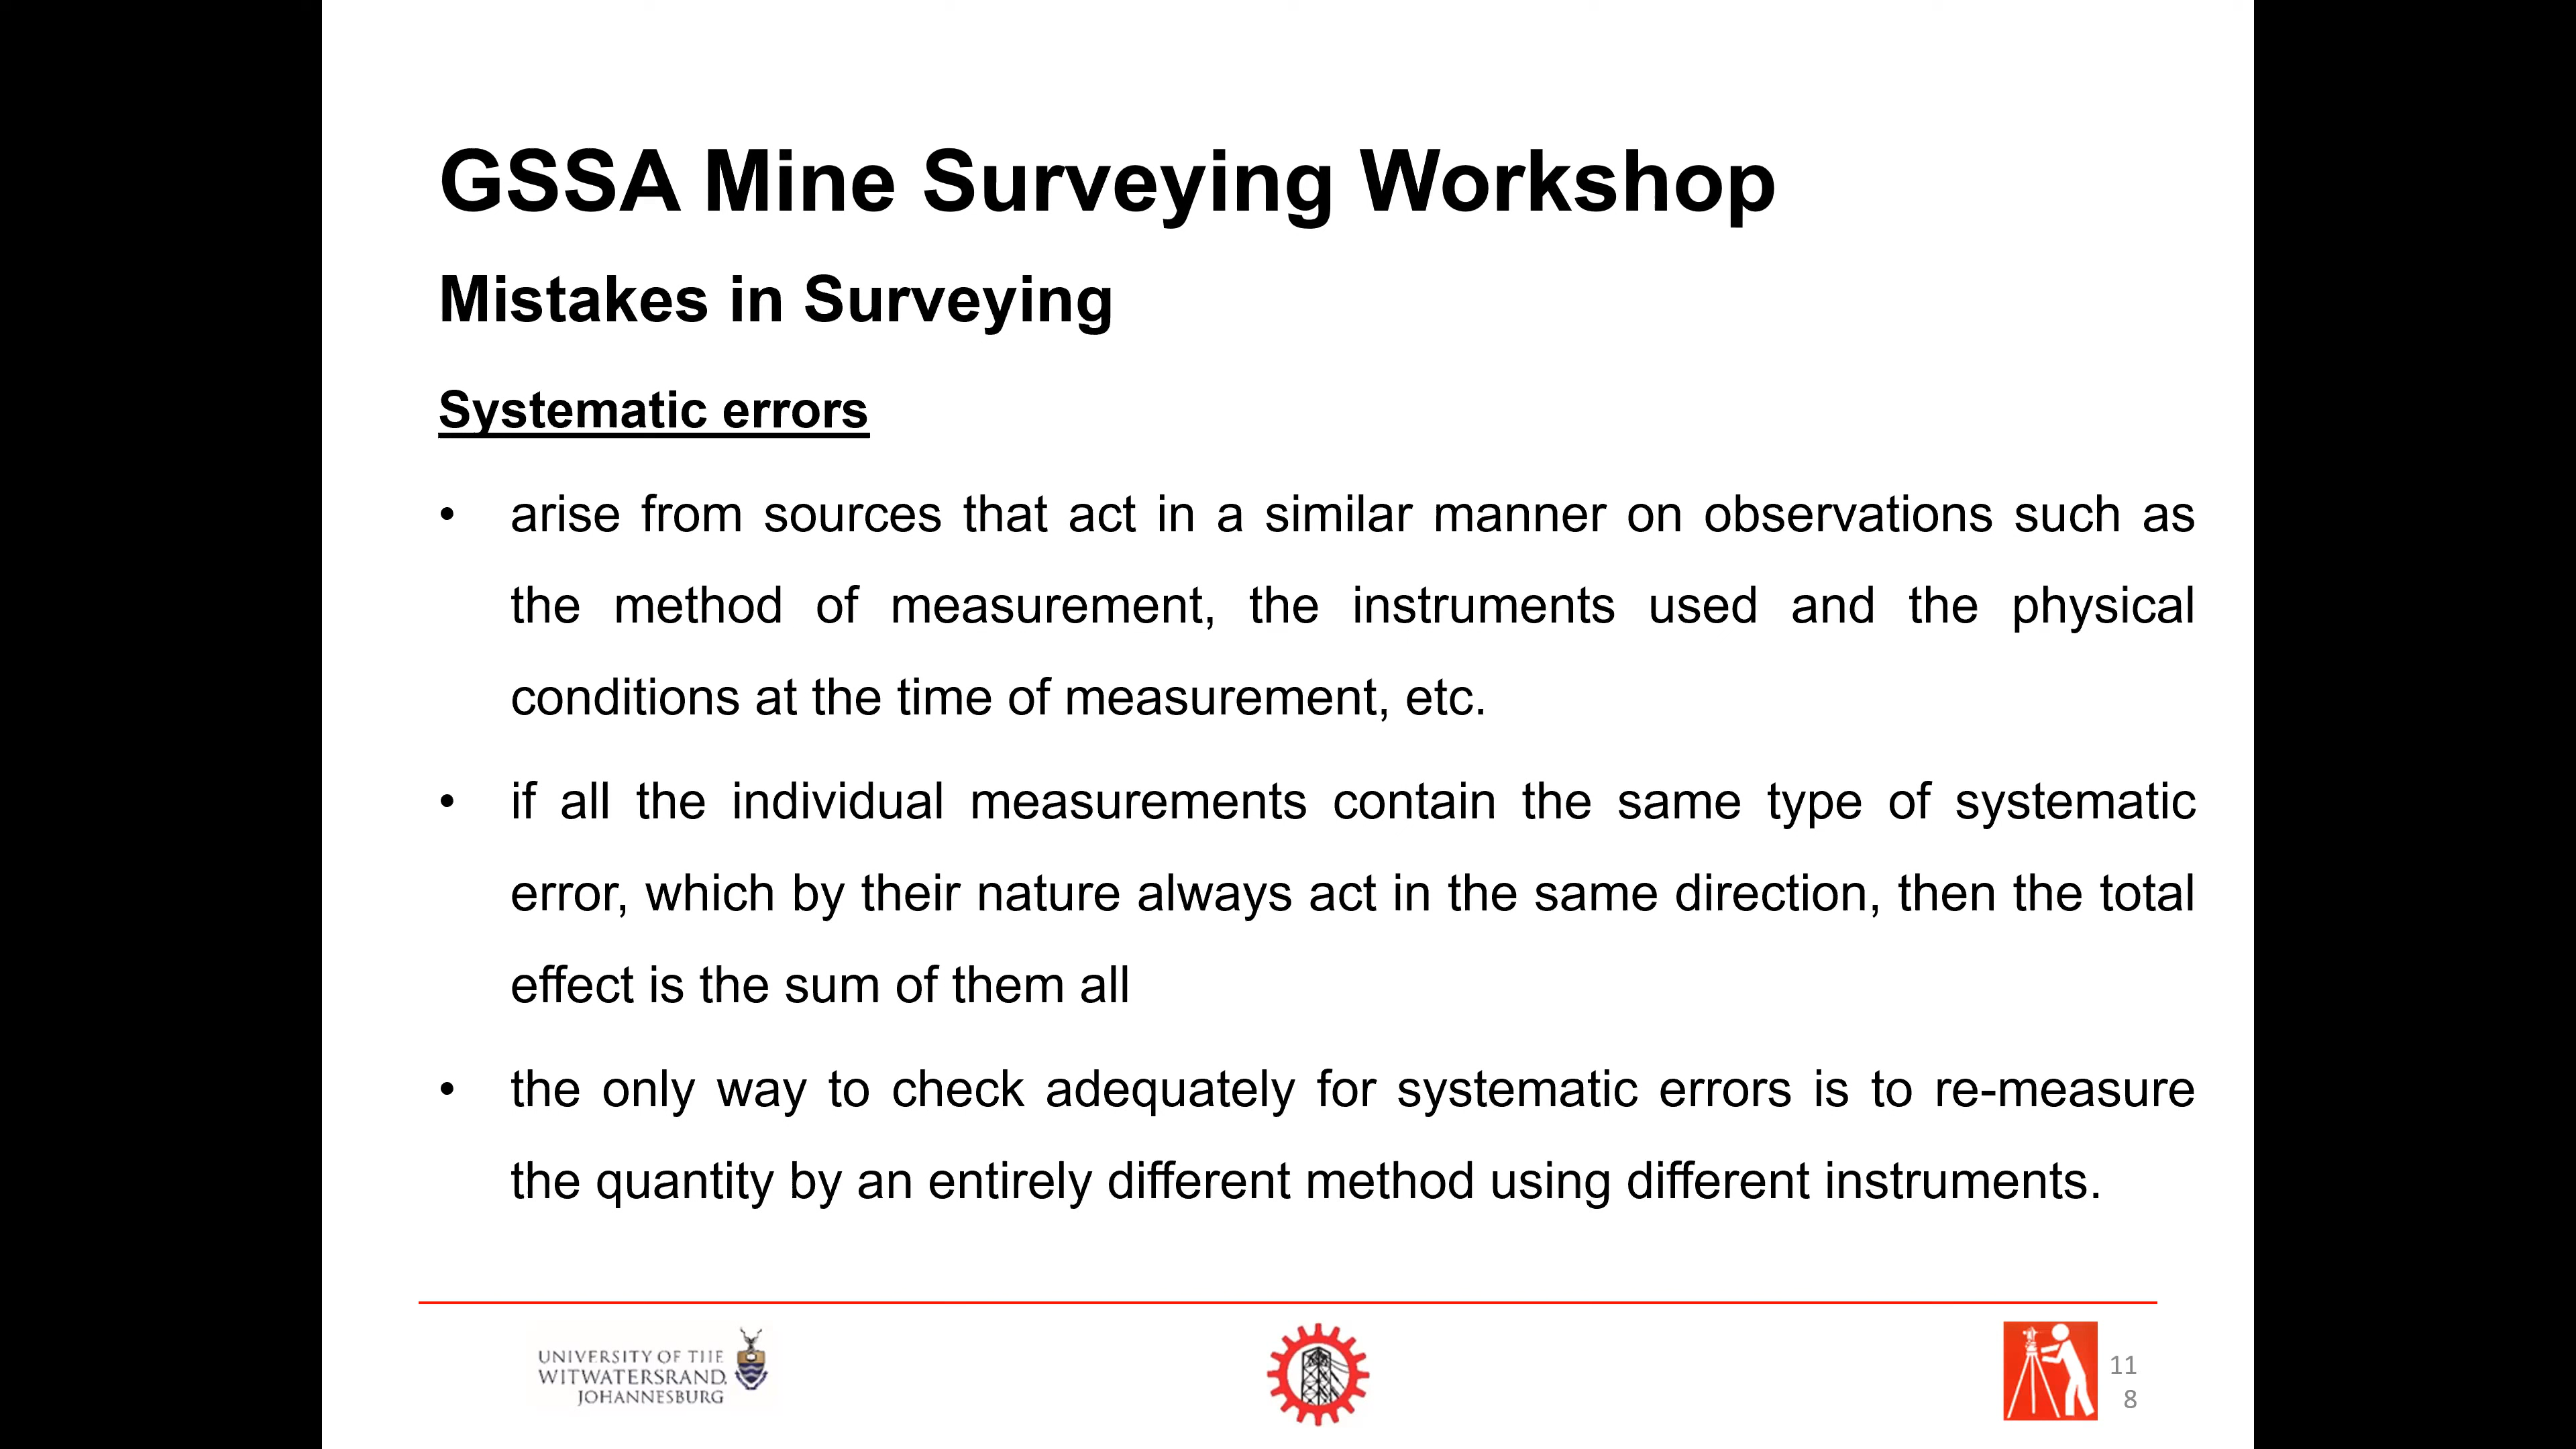 GSSA Mine Surveying Workshop
Mistakes in Surveying
Systematic errors
• arise from sources that act in a similar manner on observations such as
the method of measurement, the instruments used and the physical
conditions at the time of measurement, etc.
• if all the individual measurements contain the same type of systematic
error, which by their nature always act in the same direction, then the total
effect is the sum of them all
• the only way to check adequately for systematic errors is to re-measure
the quantity by an entirely different method using different instruments.
UNIVERSITY OF THE
WITWATERSRAND,
JOHANNESBURG
11
8